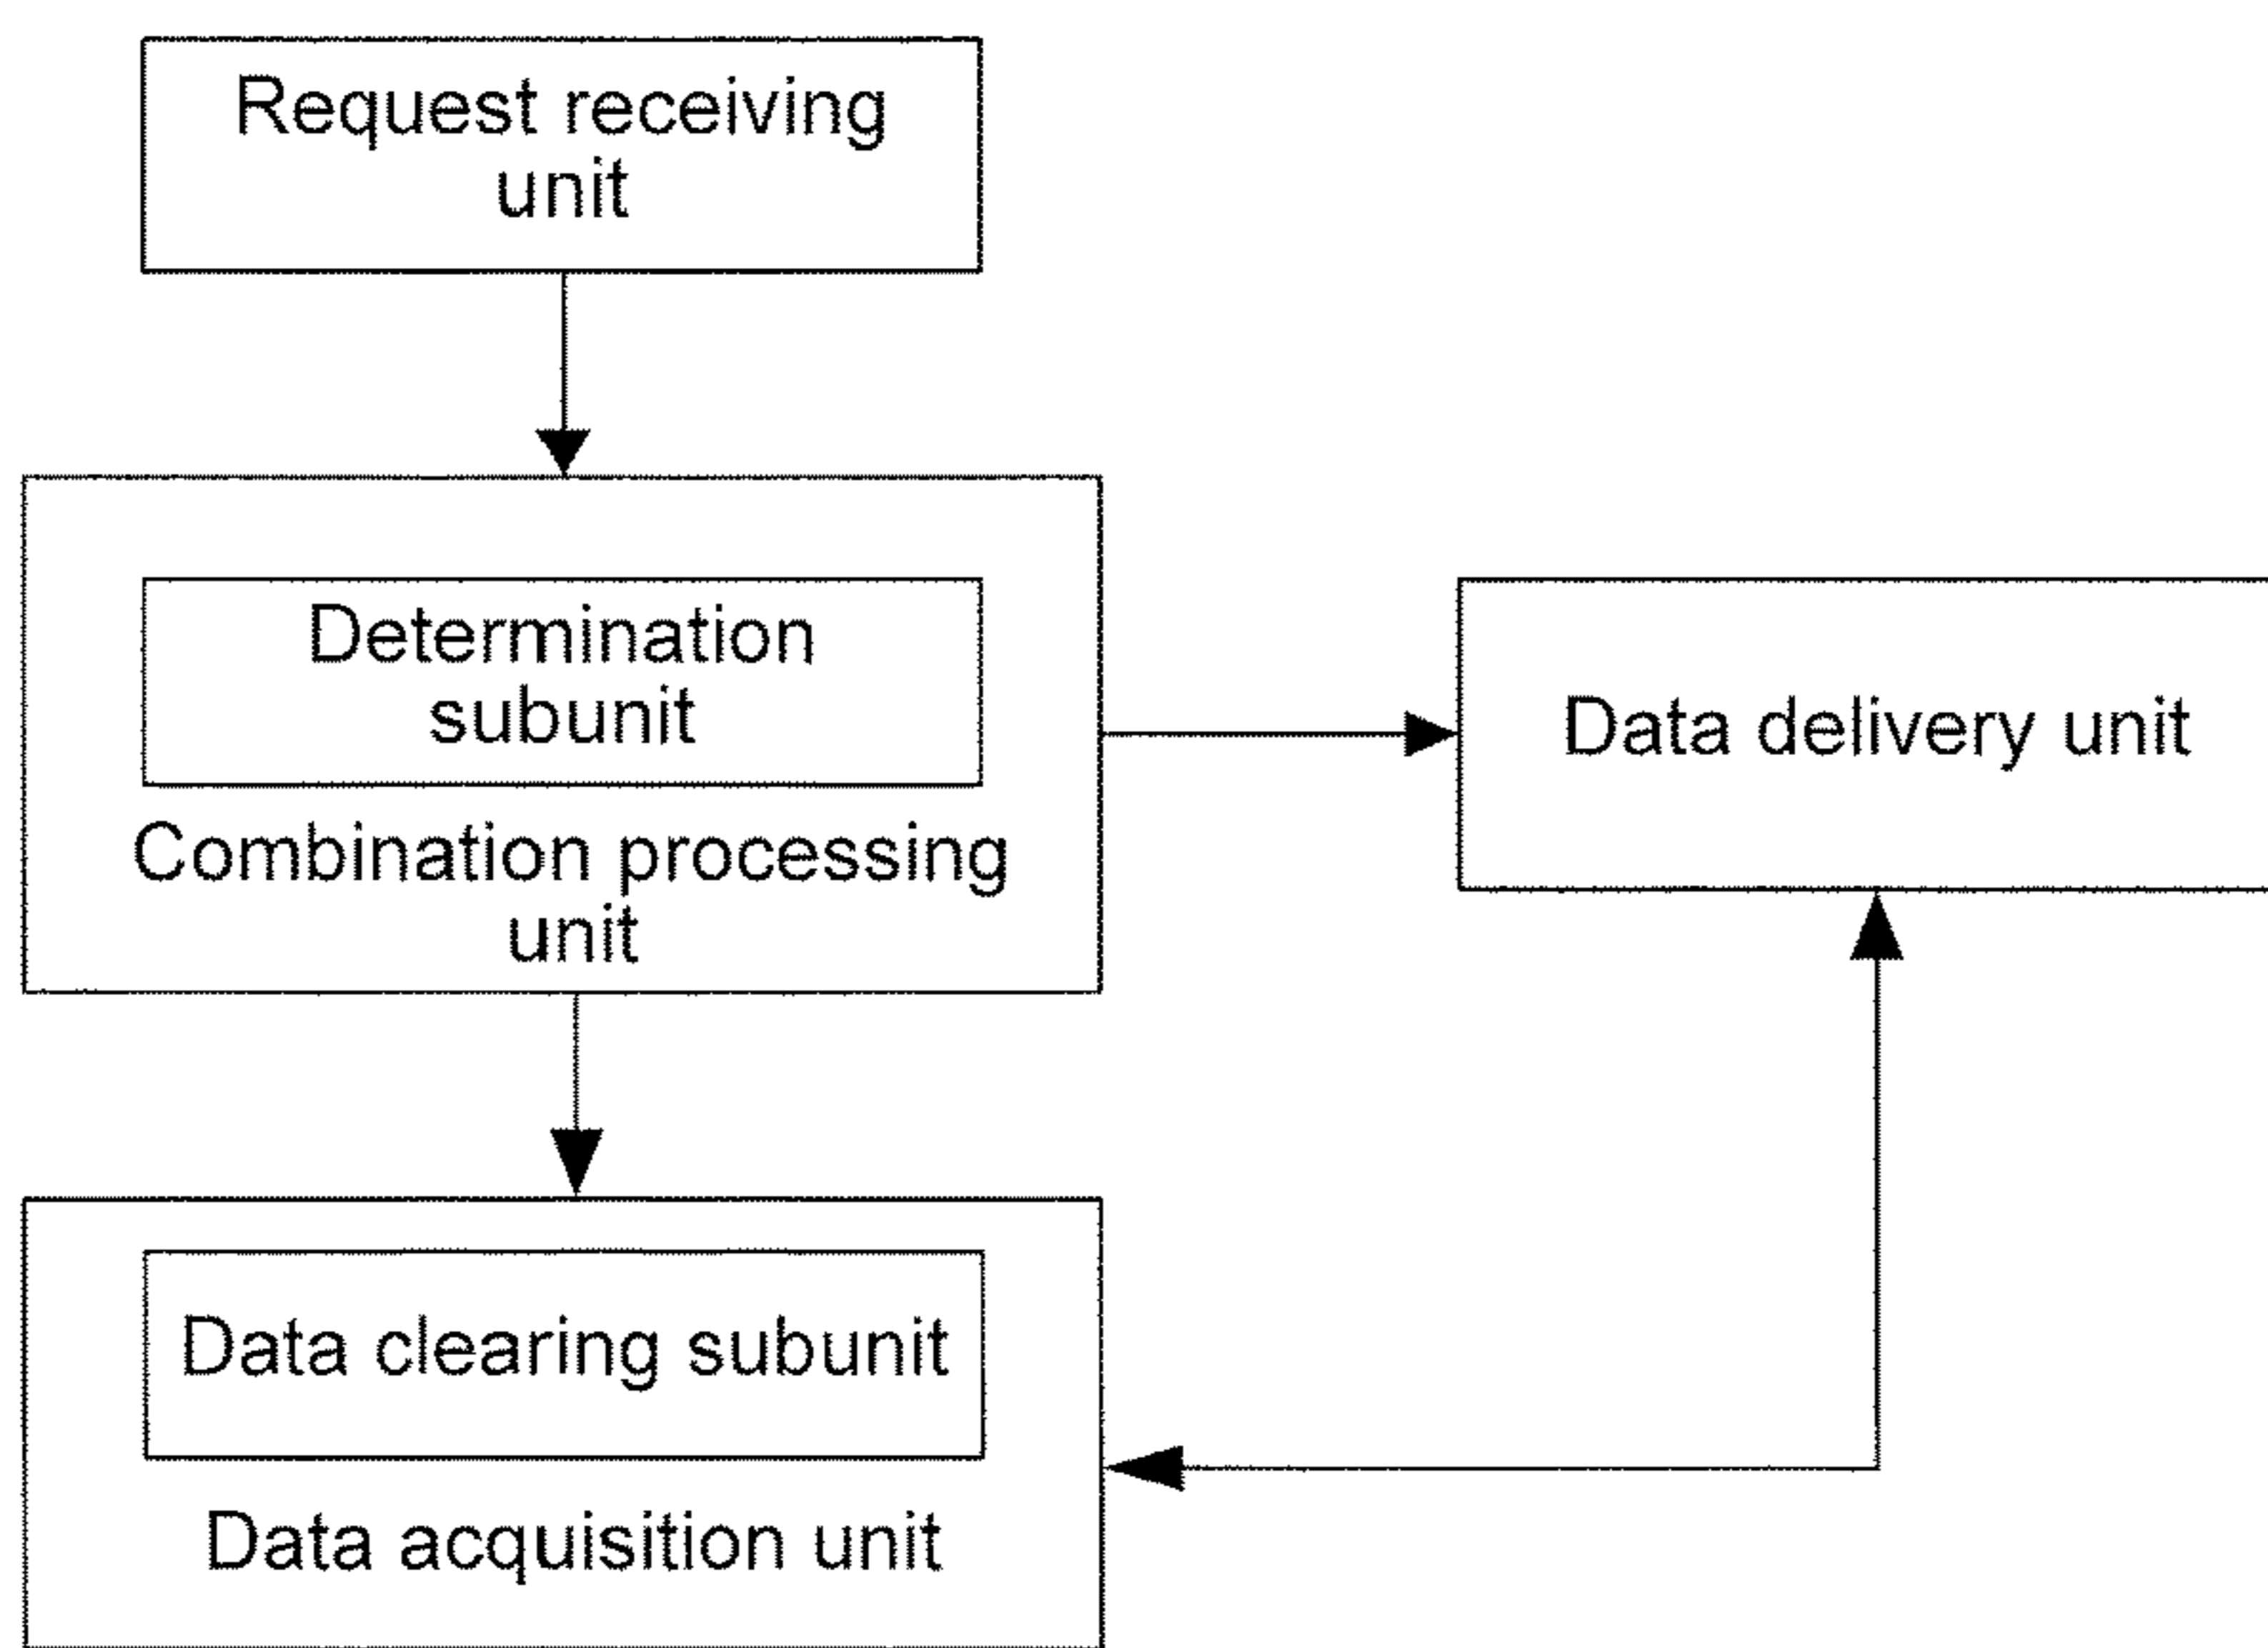 Request receiving
unit
Determination
subunit
Combination processing
unit
Data delivery unit
Data clearing subunit
Data acquisition unit